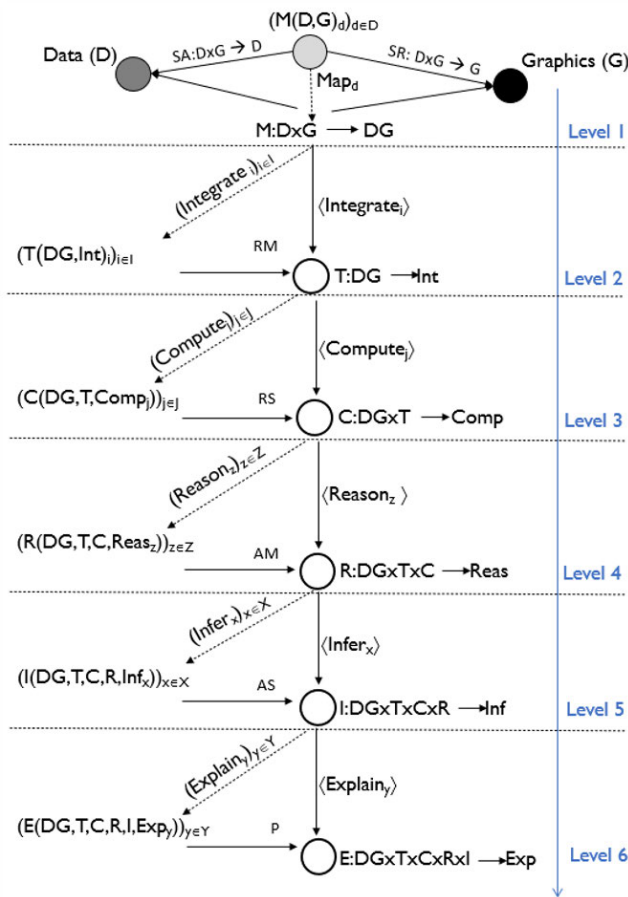 (M(D,G)d)d∈D
Data (D)
SA:DxG → D
SR: DxG → G
Graphics (G)
Mapd
M:DxG → DG
Level 1
(Integrate i)i∈I
⟨Integratei⟩
(T(DG,Int)i)i∈I
RM
T:DG → Int
Level 2
(Computej)j∈J
⟨Computej⟩
(C(DG,T,Compj))j∈J
RS
C:DGxT → Comp
Level 3
(Reasonz)z∈Z
⟨Reasonz ⟩
(R(DG,T,C,Reasz))z∈Z
AM
R:DGxTxC → Reas
Level 4
(Infer x)x∈X
⟨Inferx⟩
(I(DG,T,C,R,Infx))x∈X
AS
I:DGxTxCxR → Inf
Level 5
(Explainy)y∈Y
⟨Explainy⟩
(E(DG,T,C,R,I,Expy))y∈Y
P
E:DGxTxCxRxI → Exp
Level 6